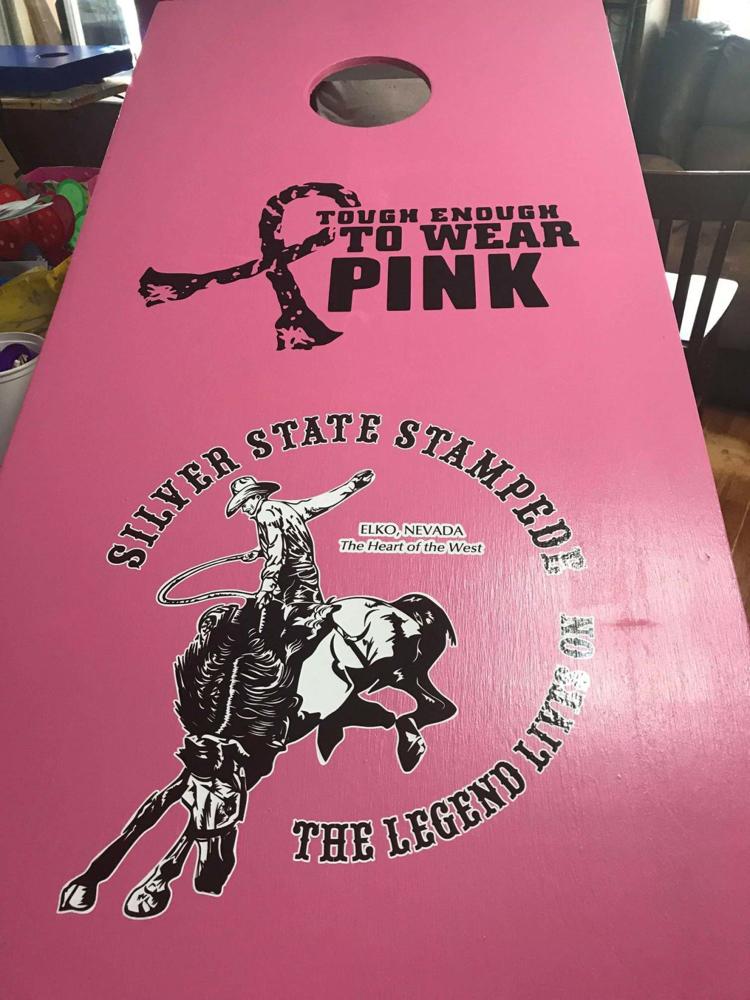 TOUGH ENOUGH
TO WEAR
PINK
SILVER STATE STAMPEDE
ELKO, NEVADA
The Heart of the West
THE LEGEND LIVES ON